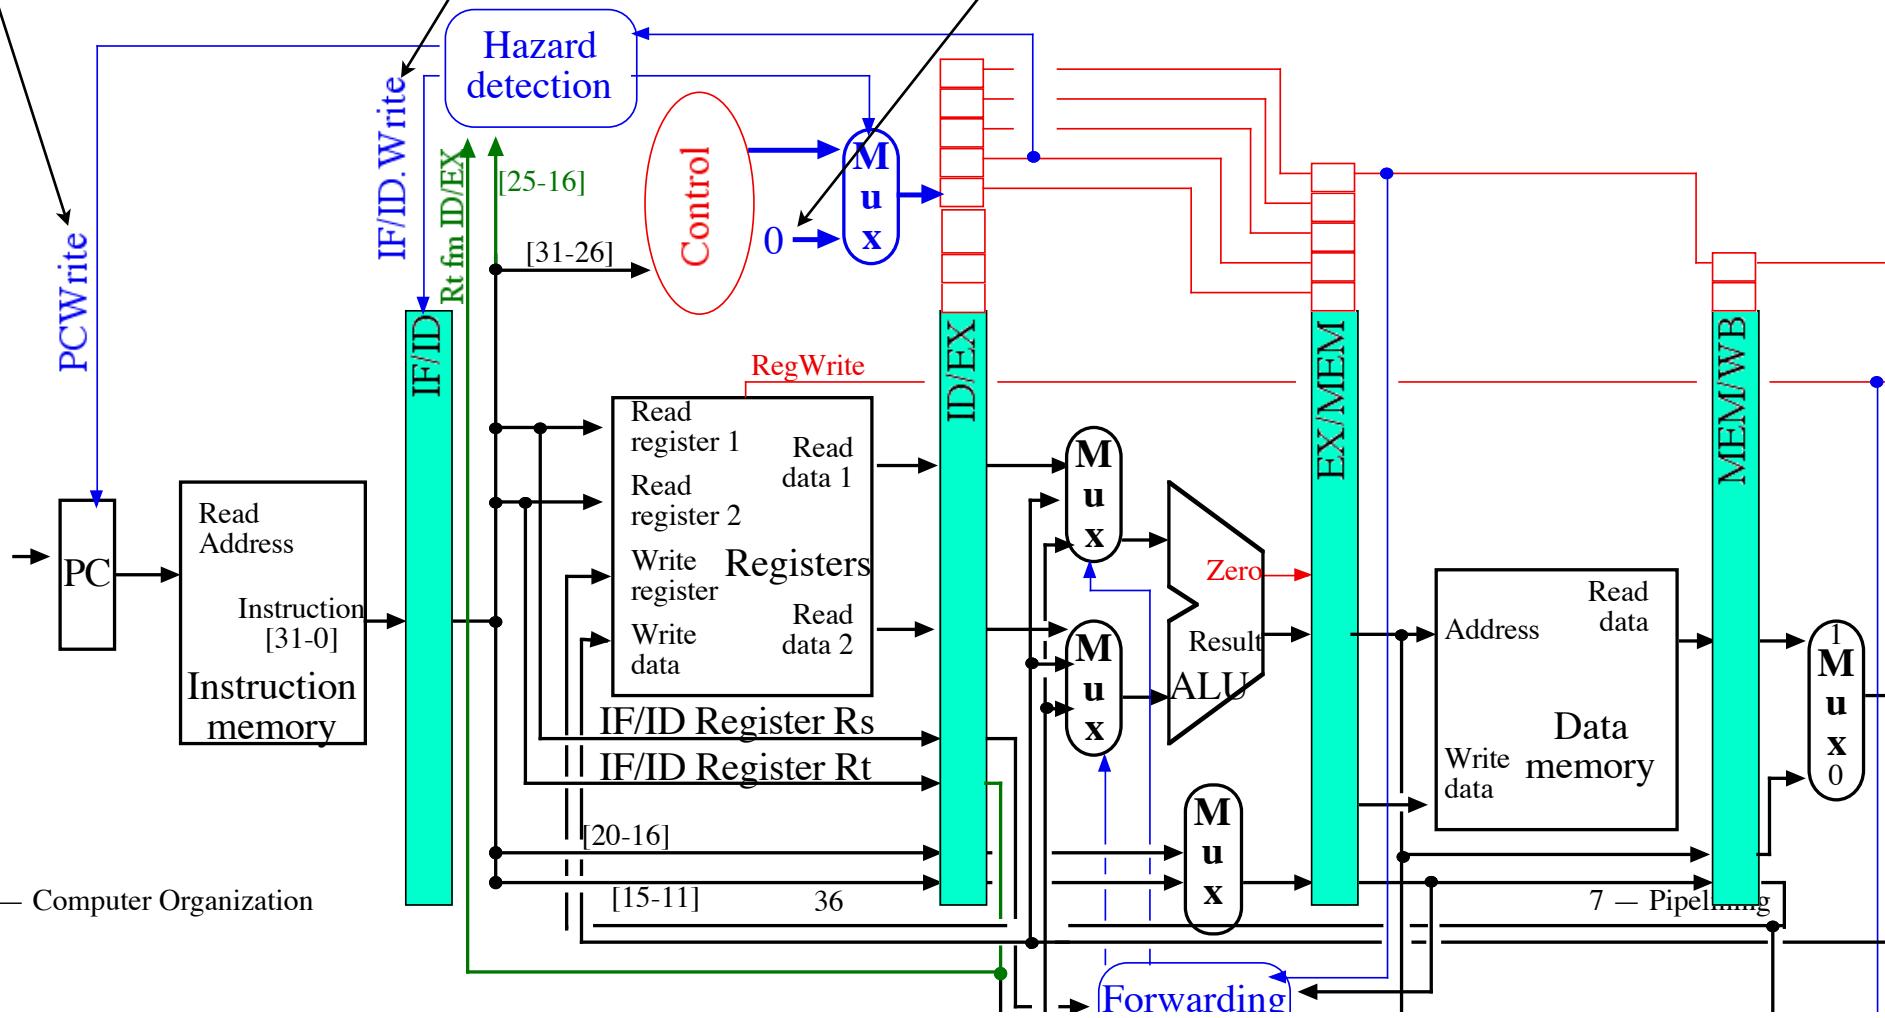 Hazard
detection
IF/ID.Write
Rt fm ID/EX
[25-16]
Control
M
u
x
0
[31-26]
PCWrite
IF/ID
ID/EX
EX/MEM
MEM/WB
RegWrite
Read
register 1
Read
data 1
Read
register 2
Write
register
Registers
Write
data
Read
data 2
PC
Read
Address
Instruction
[31-0]
Instruction
memory
IF/ID Register Rs
IF/ID Register Rt
[20-16]
[15-11]
M
u
x
M
u
x
Zero
Result
ALU
M
u
x
Address
Read
data
Write
data
Data
memory
1
M
u
x
0
— Computer Organization
36
7 — Pipelining
Forwarding